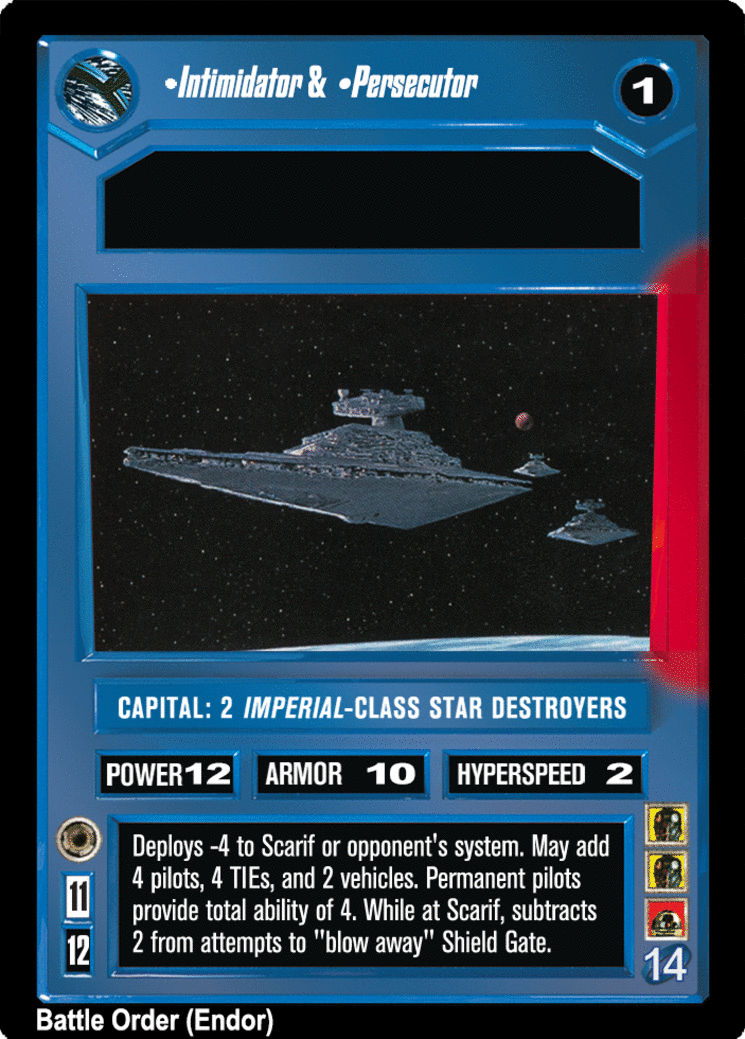 •Intimidator & •Persecutor
1
CAPITAL: 2 IMPERIAL-CLASS STAR DESTROYERS
POWER 12
ARMOR 10
HYPERSPEED 2
Deploys -4 to Scarif or opponent's system. May add
4 pilots, 4 TIEs, and 2 vehicles. Permanent pilots
provide total ability of 4. While at Scarif, subtracts
2 from attempts to "blow away" Shield Gate.
11
12
14
Battle Order (Endor)